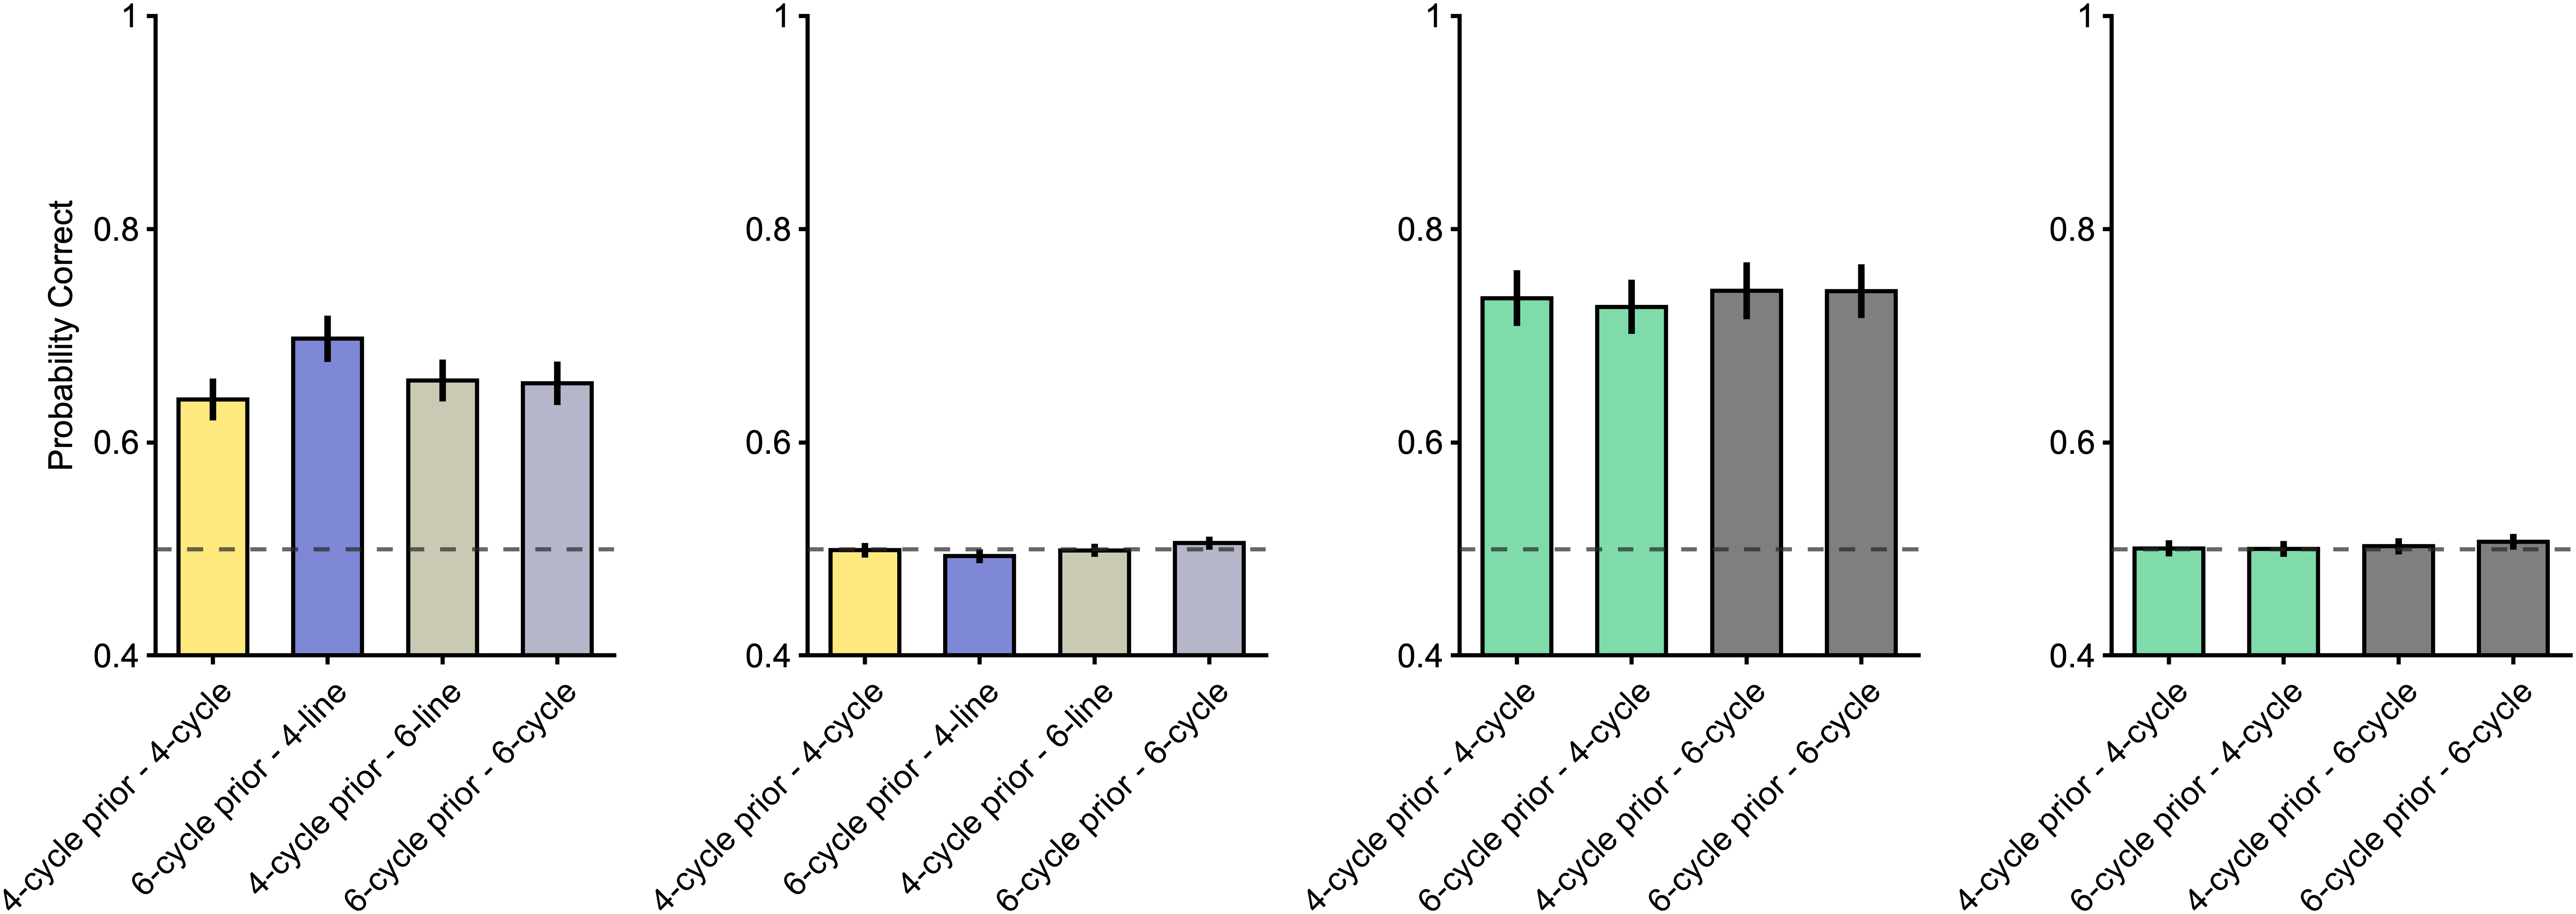 Probability Correct
1
0.8
0.6
0.4
4-cycle prior - 4-cycle
6-cycle prior - 4-line
4-cycle prior - 6-line
6-cycle prior - 6-cycle
1
0.8
0.6
0.4
4-cycle prior - 4-cycle
6-cycle prior - 4-line
4-cycle prior - 6-line
6-cycle prior - 6-cycle
1
0.8
0.6
0.4
4-cycle prior - 4-cycle
6-cycle prior - 4-cycle
4-cycle prior - 6-cycle
6-cycle prior - 6-cycle
1
0.8
0.6
0.4
4-cycle prior - 4-cycle
6-cycle prior - 4-cycle
4-cycle prior - 6-cycle
6-cycle prior - 6-cycle